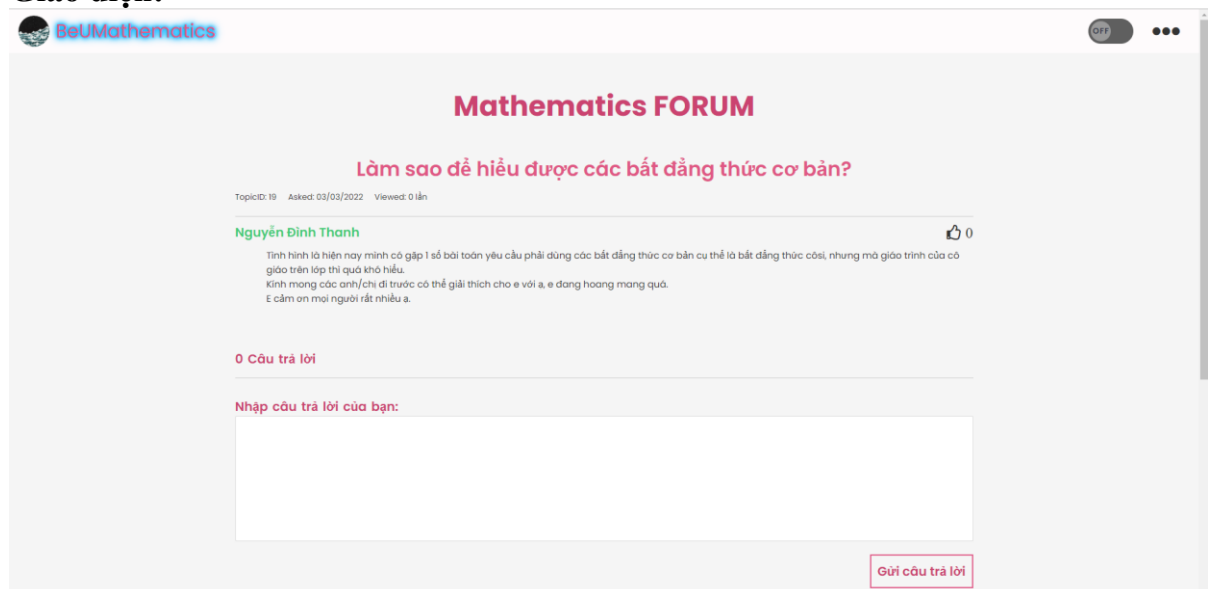 BeUMathematics
OFF
Mathematics FORUM
Làm sao để hiểu được các bất đẳng thức cơ bản?
TopicID: 19 Asked: 03/03/2022 Viewed: 0 lần
Nguyễn Đình Thanh
0
Tình hình là hiện nay mình có gặp 1 số bài toán yêu cầu phải dùng các bất đẳng thức cơ bản cụ thể là bất đẳng thức côsi, nhưng mà giáo trình của cô
giáo trên lớp thì quá khó hiểu.
Kính mong các anh/chị đi trước có thể giải thích cho e với ạ, e đang hoang mang quá.
E cảm ơn mọi người rất nhiều ạ.
0 Câu trả lời
Nhập câu trả lời của bạn:
Gửi câu trả lời